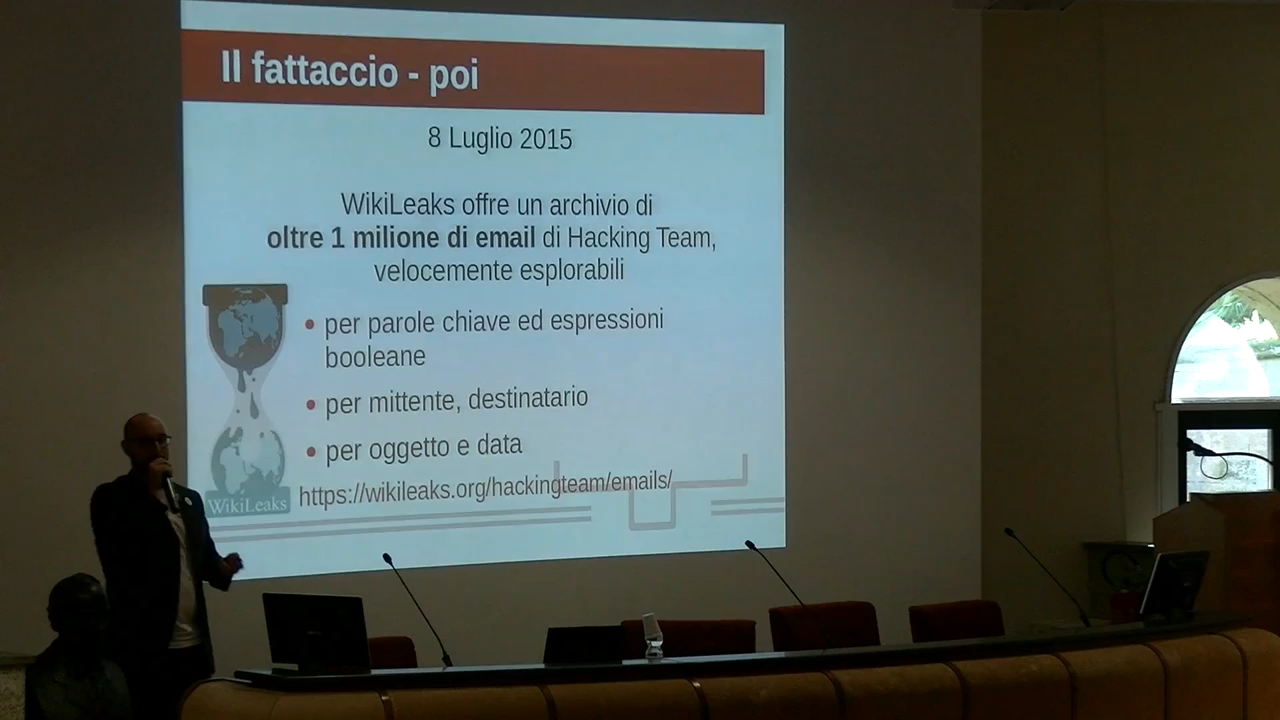 Il fattaccio - poi
8 Luglio 2015
WikiLeaks offre un archivio di
oltre 1 milione di email di Hacking Team,
velocemente esplorabili
• per parole chiave ed espressioni
booleane
• per mittente, destinatario
• per oggetto e data
https://wikileaks.org/hackingteam/emails/
WikiLeaks